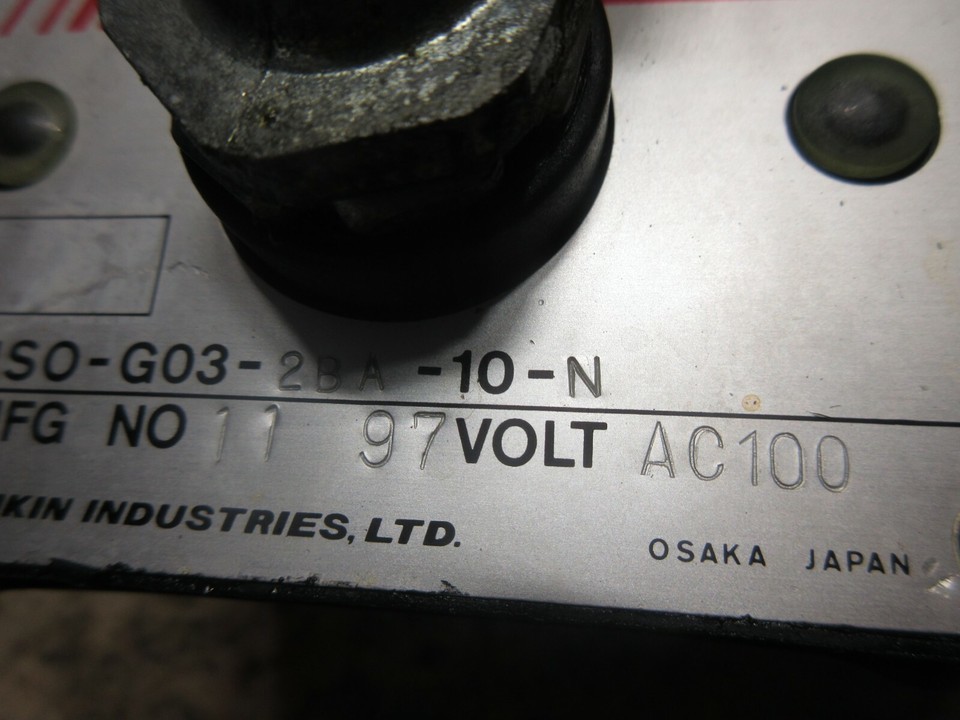 SO-G03-2BA-10-N
FG NO 11 97 VOLT AC100
KIN INDUSTRIES, LTD.
OSAKA JAPAN